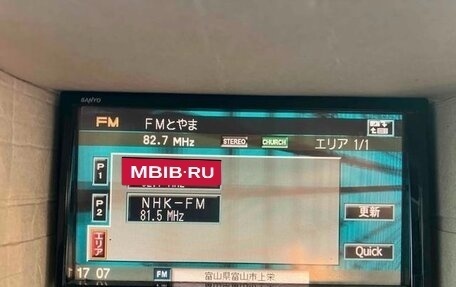 SANYO
FM FMとやま
82.7 MHz STEREO CHURCH エリア 1/1
P1
MBIB·RU
P2
NHK-FM
81.5 MHz
更新
エリア
Quick
17 07 FM 富山県富山市上栄